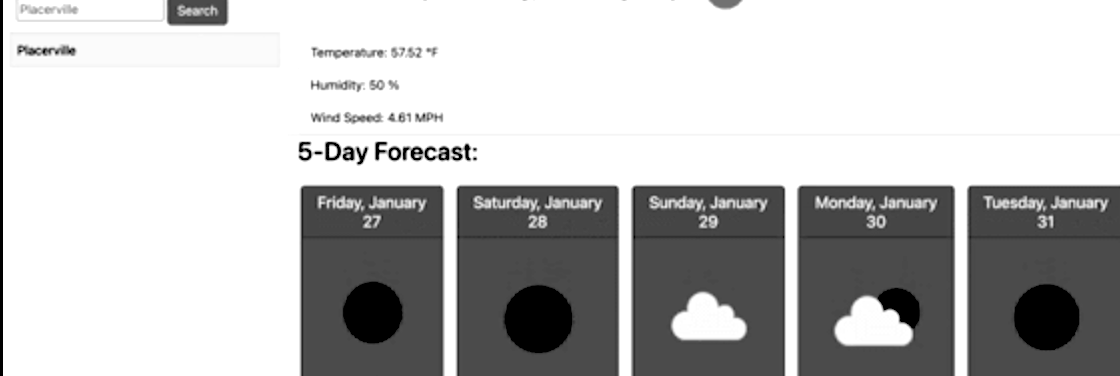 Placerville
Search
Placerville
Temperature: 57.52 °F
Humidity: 50 %
Wind Speed: 4.61 MPH
5-Day Forecast:
Friday, January
27
Saturday, January
28
Sunday, January
29
Monday, January
30
Tuesday, January
31